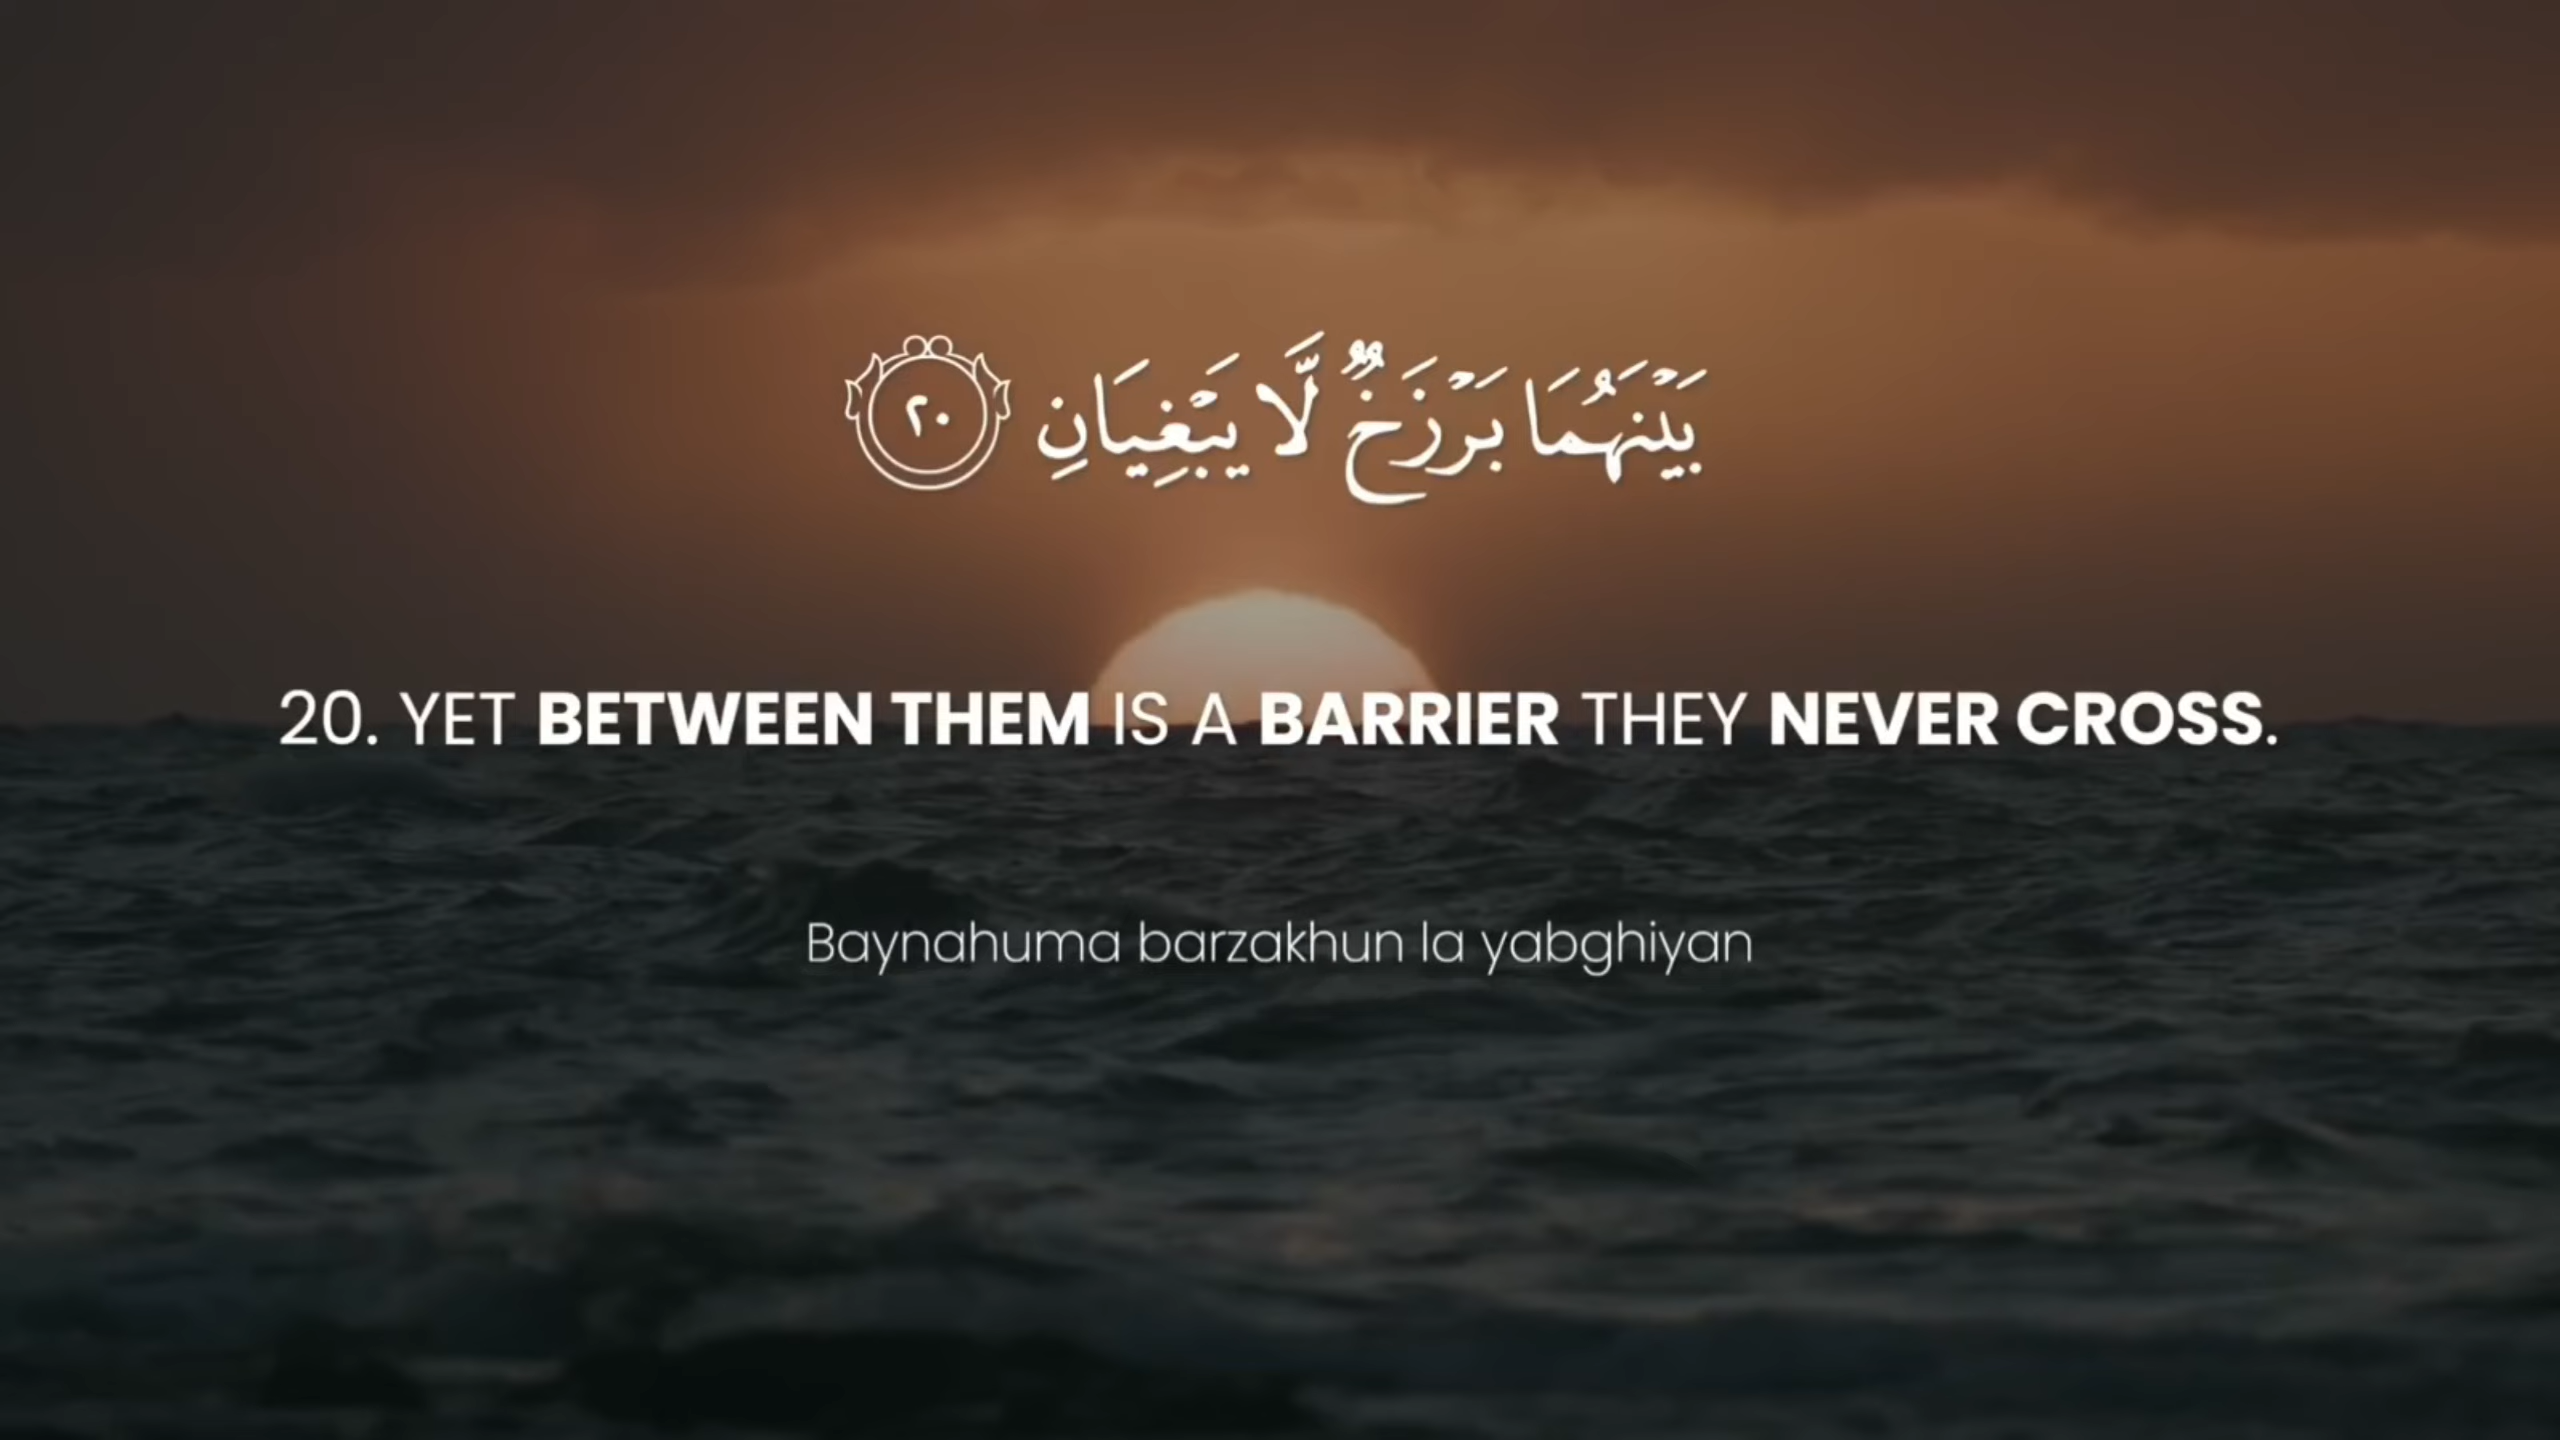 بَيْنَهُمَا بَرْزَخٌ لَّا يَبْغِيَانِ ٢٠
20. YET BETWEEN THEM IS A BARRIER THEY NEVER CROSS.
Baynahuma barzakhun la yabghiyan